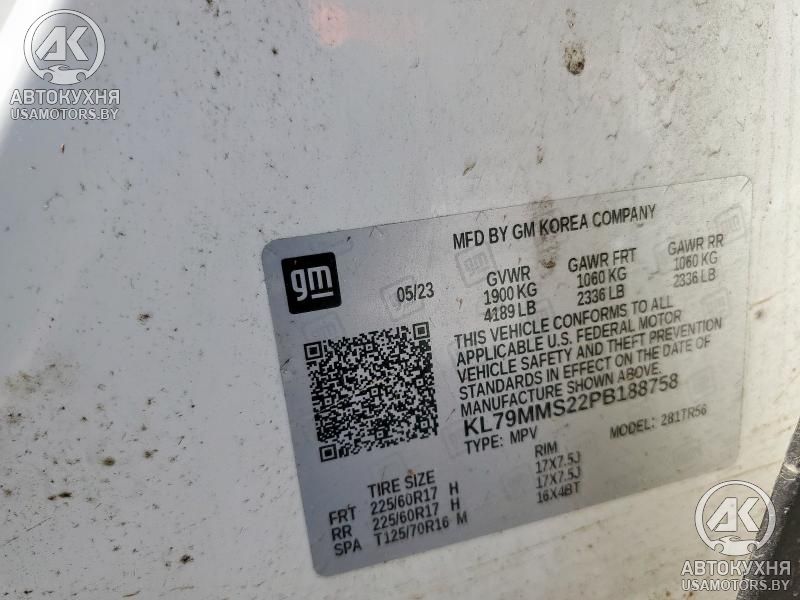 AK
АВТОКУХНЯ
USAMOTORS.BY
MFD BY GM KOREA COMPANY
gm
05/23
GVWR GAWR FRT GAWR RR
1900 KG 1060 KG 1060 KG
4189 LB 2336 LB 2336 LB
THIS VEHICLE CONFORMS TO ALL
APPLICABLE U.S. FEDERAL MOTOR
VEHICLE SAFETY AND THEFT PREVENTION
STANDARDS IN EFFECT ON THE DATE OF
MANUFACTURE SHOWN ABOVE.
KL79MMS22PB188758
TYPE: MPV MODEL: 281TR56
TIRE SIZE RIM
FRT 225/60R17 H 17X7.5J
RR 225/60R17 H 17X7.5J
SPA T125/70R16 M 16X4BT
AK
АВТОКУХНЯ
USAMOTORS.BY